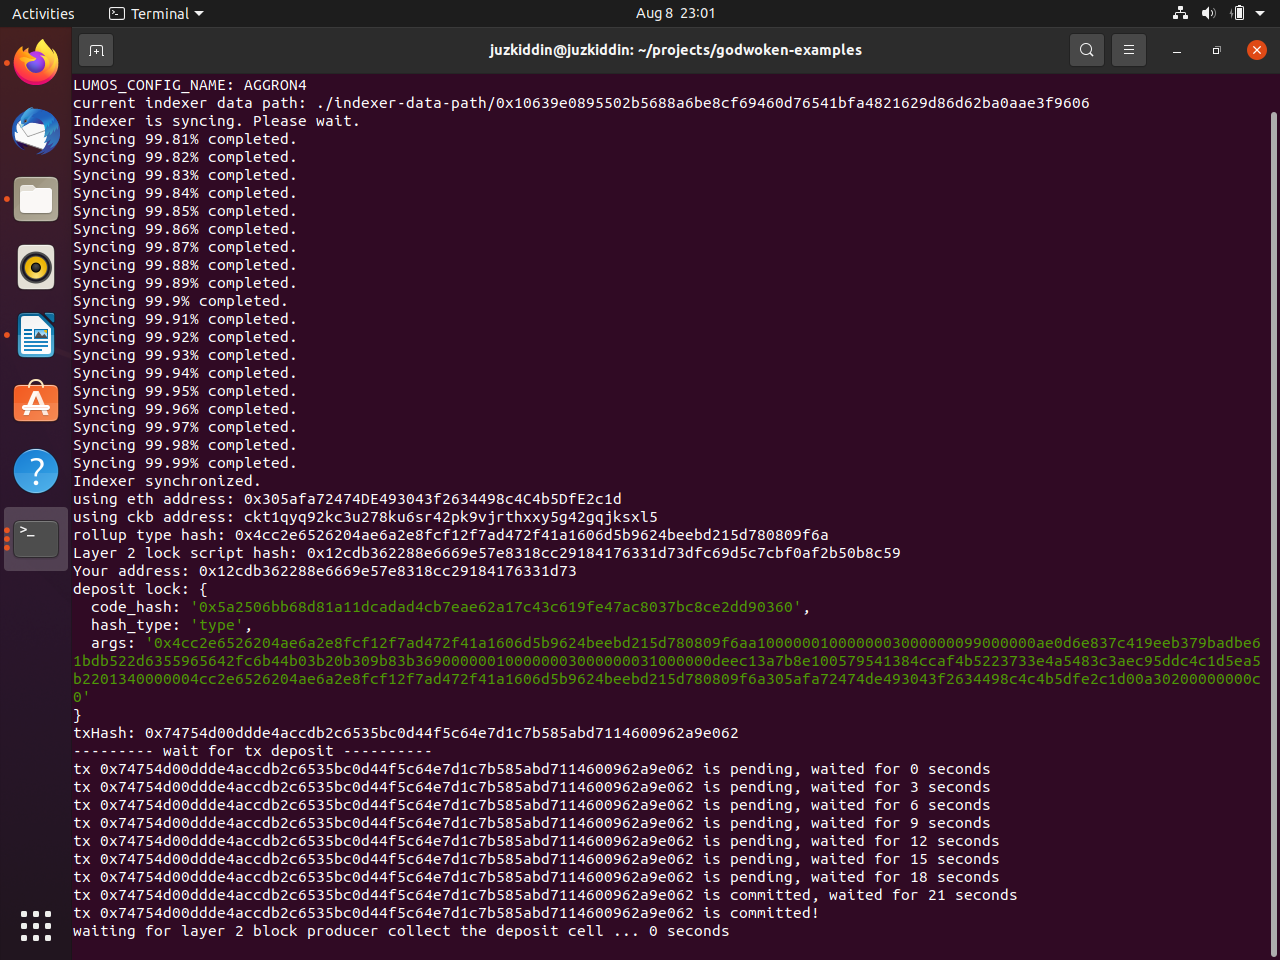 Activities
Terminal
Aug 8 23:01
juzkiddin@juzkiddin: ~/projects/godwoken-examples
LUMOS_CONFIG_NAME: AGGRON4
current indexer data path: ./indexer-data-path/0x10639e0895502b5688a6be8cf69460d76541bfa4821629d86d62ba0aae3f9606
Indexer is syncing. Please wait.
Syncing 99.81% completed.
Syncing 99.82% completed.
Syncing 99.83% completed.
Syncing 99.84% completed.
Syncing 99.85% completed.
Syncing 99.86% completed.
Syncing 99.87% completed.
Syncing 99.88% completed.
Syncing 99.89% completed.
Syncing 99.9% completed.
Syncing 99.91% completed.
Syncing 99.92% completed.
Syncing 99.93% completed.
Syncing 99.94% completed.
Syncing 99.95% completed.
Syncing 99.96% completed.
Syncing 99.97% completed.
Syncing 99.98% completed.
Syncing 99.99% completed.
Indexer synchronized.
using eth address: 0x305afa72474DE493043f2634498c4C4b5DfE2c1d
using ckb address: ckt1qyq92kc3u278ku6sr42pk9vjrthxxy5g42gqjksxl5
rollup type hash: 0x4cc2e6526204ae6a2e8fcf12f7ad472f41a1606d5b9624beebd215d780809f6a
Layer 2 lock script hash: 0x12cdb362288e6669e57e8318cc29184176331d73dfc69d5c7cbf0af2b50b8c59
Your address: 0x12cdb362288e6669e57e8318cc29184176331d73
deposit lock: {
code_hash: '0x5a2506bb68d81a11dcadad4cb7eae62a17c43c619fe47ac8037bc8ce2dd90360',
hash_type: 'type',
args: '0x4cc2e6526204ae6a2e8fcf12f7ad472f41a1606d5b9624beebd215d780809f6aa1000000100000003000000099000000ae0d6e837c419eeb379badbe6
1bdb522d6355965642fc6b44b03b20b309b83b3690000001000000030000000031000000deec13a7b8e100579541384ccaf4b5223733e4a5483c3aec95ddc4c1d5ea5
b2201340000004cc2e6526204ae6a2e8fcf12f7ad472f41a1606d5b9624beebd215d780809f6a305afa72474de493043f2634498c4c4b5dfe2c1d00a30200000000c
0'
}
txHash: 0x74754d00ddde4accdb2c6535bc0d44f5c64e7d1c7b585abd7114600962a9e062
--------- wait for tx deposit ----------
tx 0x74754d00ddde4accdb2c6535bc0d44f5c64e7d1c7b585abd7114600962a9e062 is pending, waited for 0 seconds
tx 0x74754d00ddde4accdb2c6535bc0d44f5c64e7d1c7b585abd7114600962a9e062 is pending, waited for 3 seconds
tx 0x74754d00ddde4accdb2c6535bc0d44f5c64e7d1c7b585abd7114600962a9e062 is pending, waited for 6 seconds
tx 0x74754d00ddde4accdb2c6535bc0d44f5c64e7d1c7b585abd7114600962a9e062 is pending, waited for 9 seconds
tx 0x74754d00ddde4accdb2c6535bc0d44f5c64e7d1c7b585abd7114600962a9e062 is pending, waited for 12 seconds
tx 0x74754d00ddde4accdb2c6535bc0d44f5c64e7d1c7b585abd7114600962a9e062 is pending, waited for 15 seconds
tx 0x74754d00ddde4accdb2c6535bc0d44f5c64e7d1c7b585abd7114600962a9e062 is pending, waited for 18 seconds
tx 0x74754d00ddde4accdb2c6535bc0d44f5c64e7d1c7b585abd7114600962a9e062 is committed, waited for 21 seconds
tx 0x74754d00ddde4accdb2c6535bc0d44f5c64e7d1c7b585abd7114600962a9e062 is committed!
waiting for layer 2 block producer collect the deposit cell ... 0 seconds